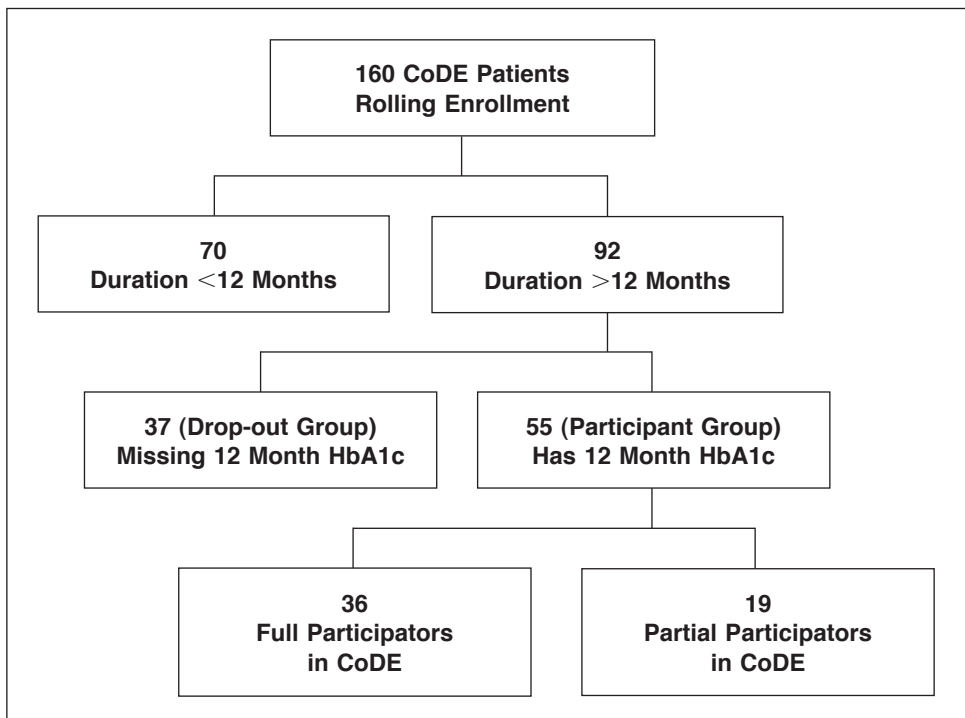 160 CoDE Patients
Rolling Enrollment
70
Duration <12 Months
92
Duration >12 Months
37 (Drop-out Group)
Missing 12 Month HbA1c
55 (Participant Group)
Has 12 Month HbA1c
36
Full Participators
in CoDE
19
Partial Participators
in CoDE